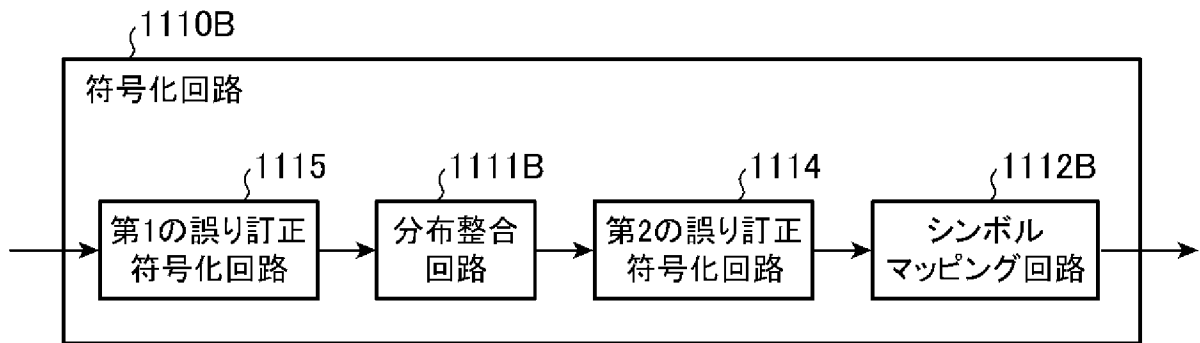 1110B
符号化回路
1115
1111B
1114
1112B
第1の誤り訂正
符号化回路
分布整合
回路
第2の誤り訂正
符号化回路
シンボル
マッピング回路